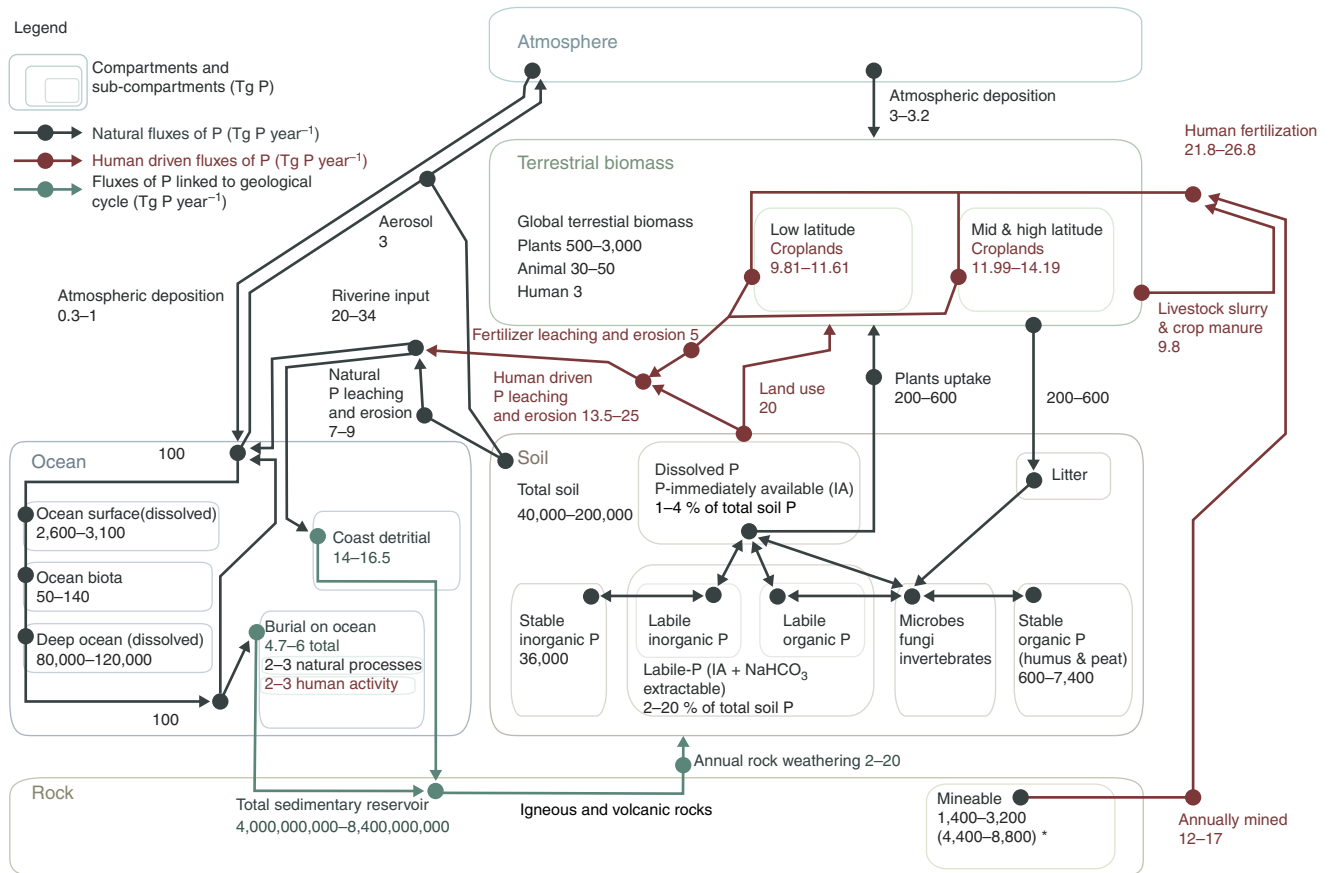 Legend
Compartments and
sub-compartments (Tg P)
Natural fluxes of P (Tg P year⁻¹)
Human driven fluxes of P (Tg P year⁻¹)
Fluxes of P linked to geological
cycle (Tg P year⁻¹)
Atmosphere
Atmospheric deposition
3–3.2
Human fertilization
21.8–26.8
Terrestrial biomass
Global terrestial biomass
Plants 500–3,000
Animal 30–50
Human 3
Low latitude
Croplands
9.81–11.61
Mid & high latitude
Croplands
11.99–14.19
Aerosol
3
Atmospheric deposition
0.3–1
Riverine input
20–34
Livestock slurry
& crop manure
9.8
Fertilizer leaching and erosion 5
Natural
P leaching
and erosion
7–9
Human driven
P leaching
and erosion 13.5–25
Land use
20
Plants uptake
200–600
200–600
Ocean
100
Ocean surface(dissolved)
2,600–3,100
Ocean biota
50–140
Deep ocean (dissolved)
80,000–120,000
100
Coast detritial
14–16.5
Burial on ocean
4.7–6 total
2–3 natural processes
2–3 human activity
Soil
Total soil
40,000–200,000
Dissolved P
P-immediately available (IA)
1–4 % of total soil P
Litter
Stable
inorganic P
36,000
Labile
inorganic P
Labile
organic P
Labile-P (IA + NaHCO₃
extractable)
2–20 % of total soil P
Microbes
fungi
invertebrates
Stable
organic P
(humus & peat)
600–7,400
Annual rock weathering 2–20
Rock
Total sedimentary reservoir
4,000,000,000–8,400,000,000
Igneous and volcanic rocks
Mineable
1,400–3,200
(4,400–8,800) *
Annually mined
12–17